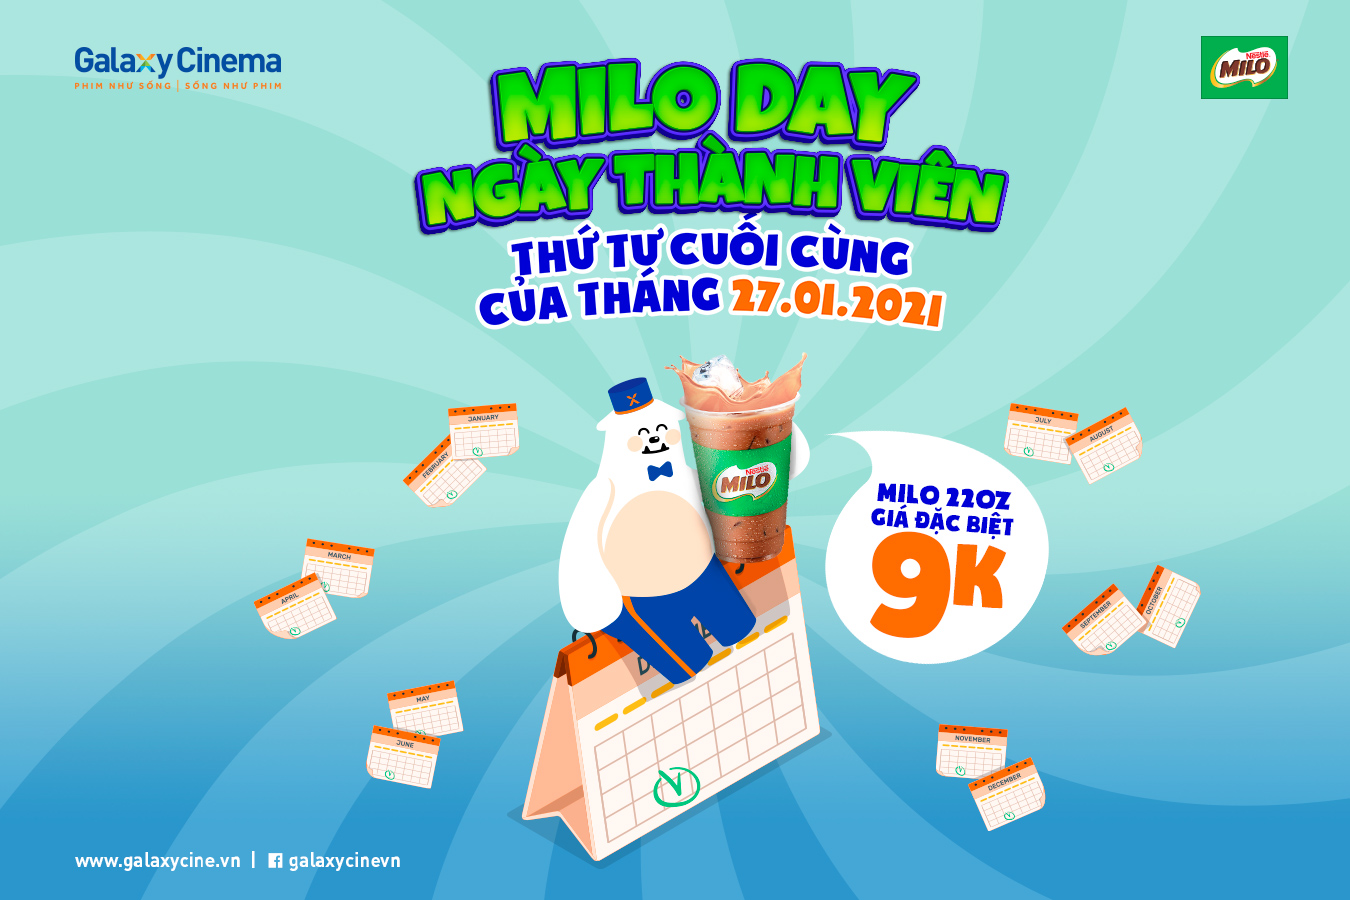 Galaxy Cinema
PHIM NHƯ SỐNG | SỐNG NHƯ PHIM
Nestlé
MILO
MILO DAY
NGÀY THÀNH VIÊN
THỨ TƯ CUỐI CÙNG
CỦA THÁNG 27.01.2021
JANUARY
FEBRUARY
JULY
AUGUST
X
Nestlé
MILO
MILO 22OZ
GIÁ ĐẶC BIỆT
9K
MARCH
APRIL
SEPTEMBER
OCTOBER
MAY
JUNE
NOVEMBER
DECEMBER
www.galaxycine.vn | galaxycinevn